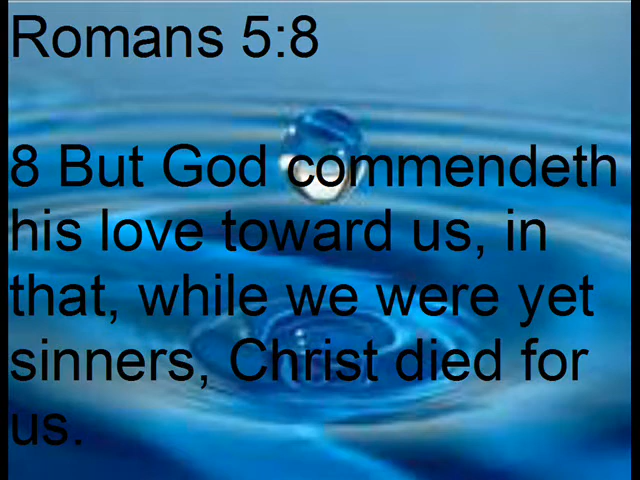 Romans 5:8
8 But God commendeth
his love toward us, in
that, while we were yet
sinners, Christ died for
us.